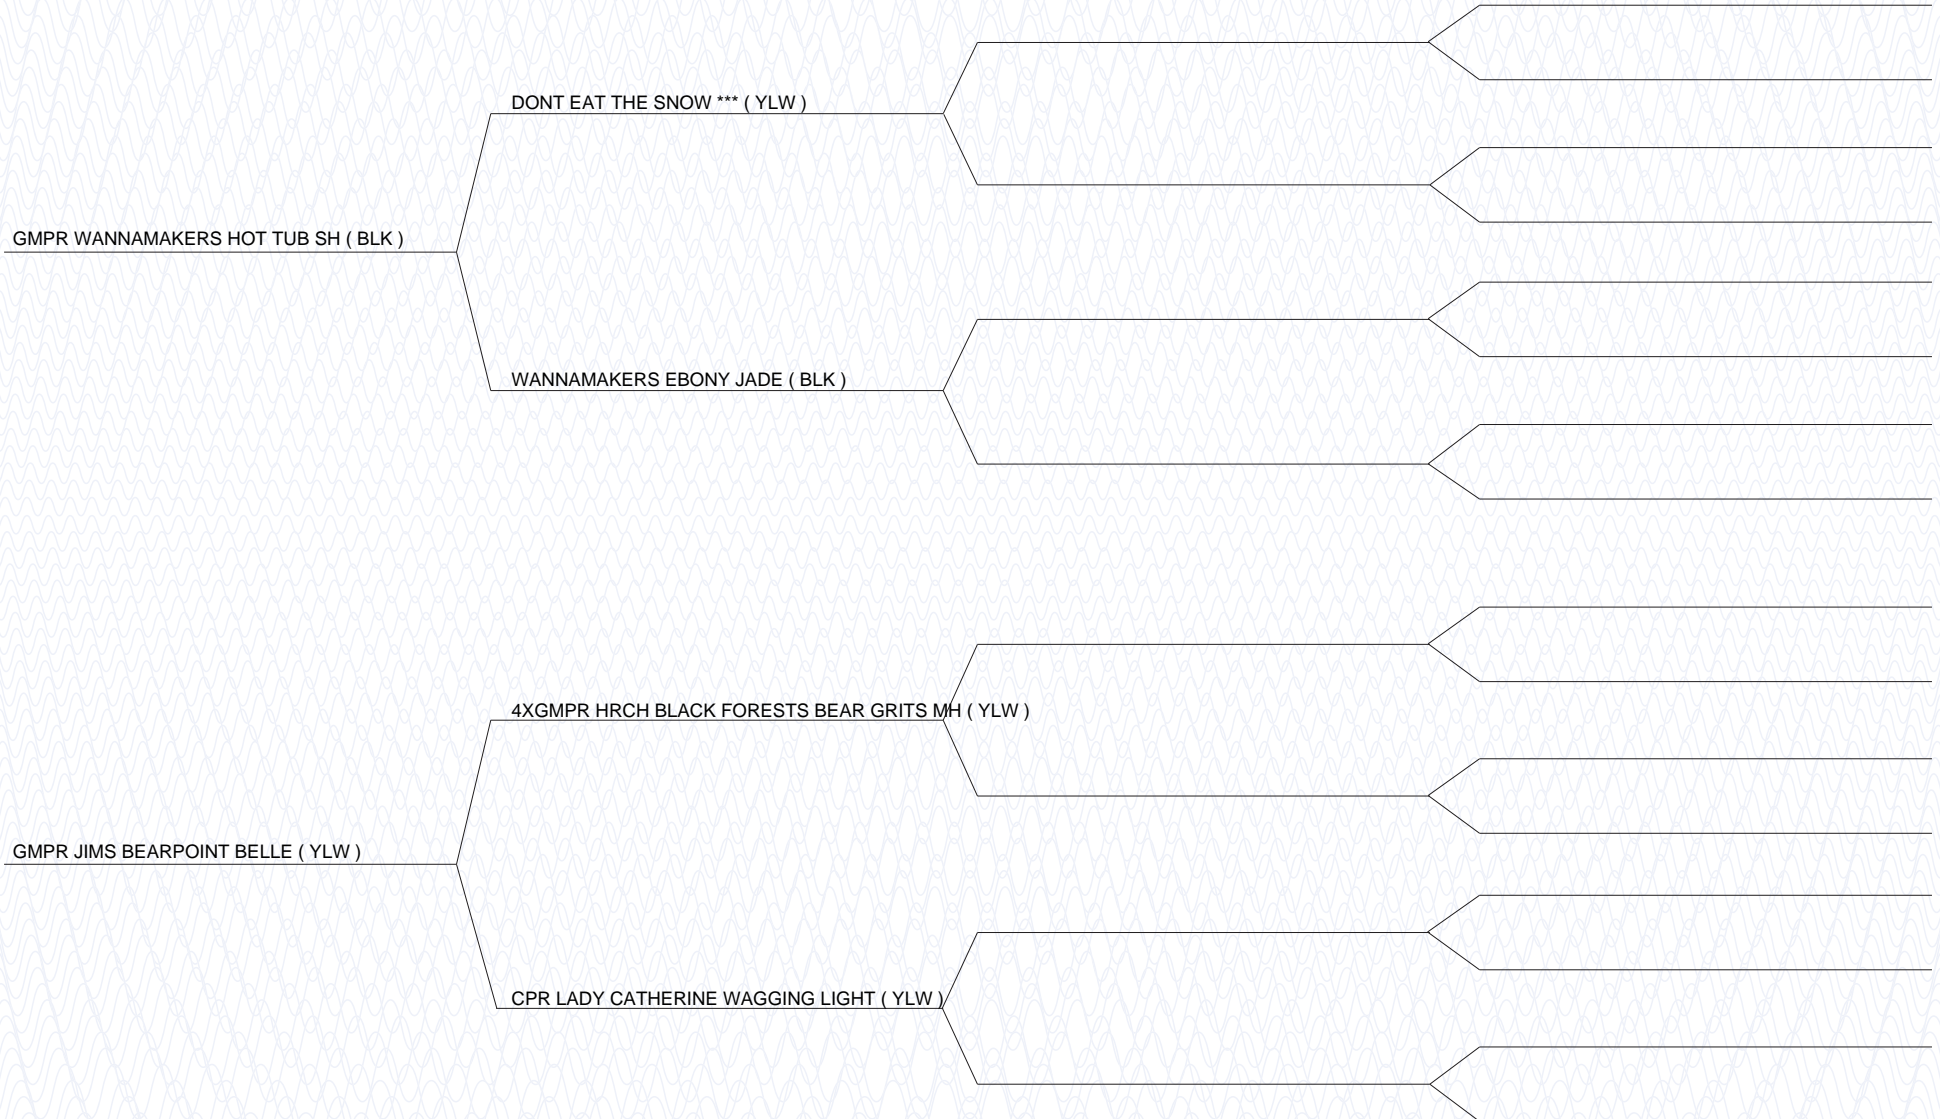 DONT EAT THE SNOW *** ( YLW )
GMPR WANNAMAKERS HOT TUB SH ( BLK )
WANNAMAKERS EBONY JADE ( BLK )
4XGMPR HRCH BLACK FORESTS BEAR GRITS MH ( YLW )
GMPR JIMS BEARPOINT BELLE ( YLW )
CPR LADY CATHERINE WAGGING LIGHT ( YLW )